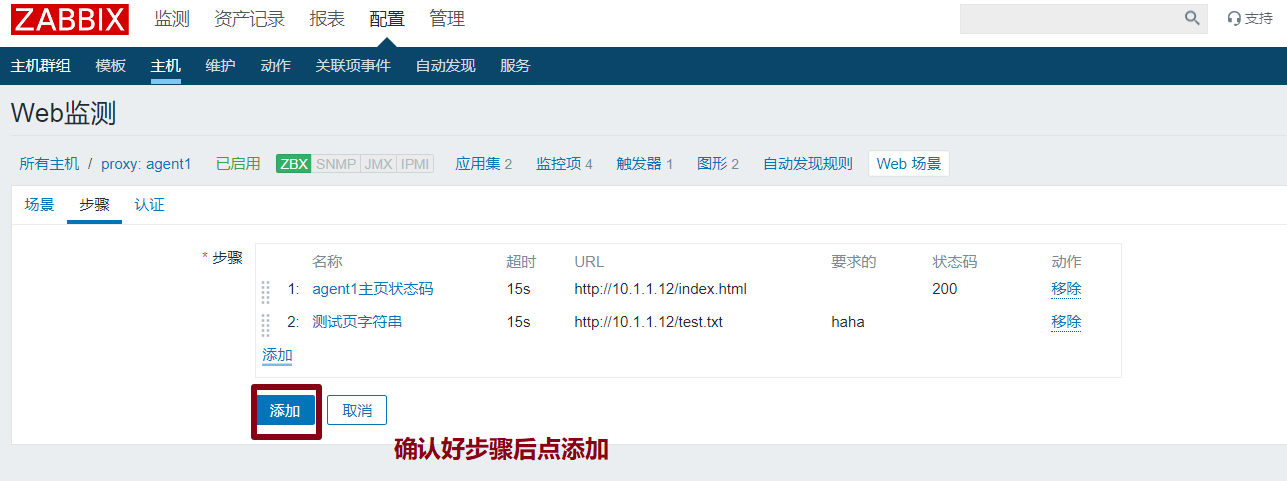 ZABBIX 监测 资产记录 报表 配置 管理 支持
主机群组 模板 主机 维护 动作 关联项事件 自动发现 服务
Web监测
所有主机 / proxy: agent1 已启用 ZBX SNMP JMX IPMI 应用集 2 监控项 4 触发器 1 图形 2 自动发现规则 Web 场景
场景 步骤 认证
* 步骤 名称 超时 URL 要求的 状态码 动作
1: agent1主页状态码 15s http://10.1.1.12/index.html 200 移除
2: 测试页字符串 15s http://10.1.1.12/test.txt haha 移除
添加
添加 取消
确认好步骤后点添加